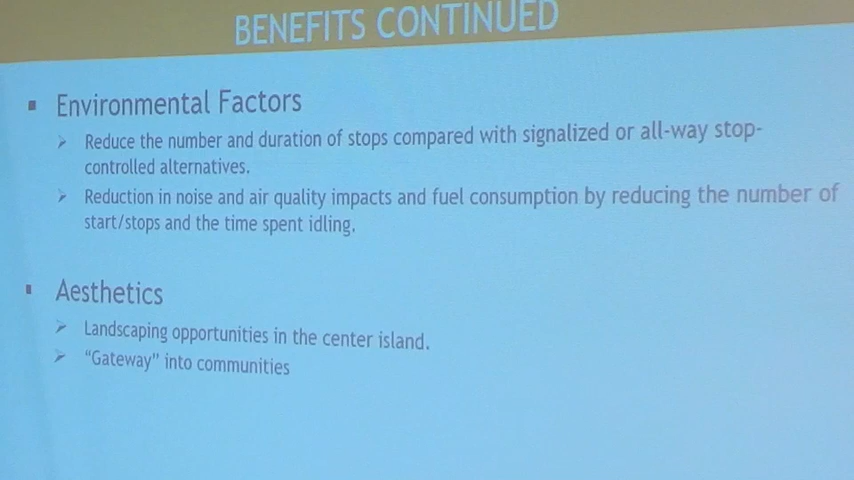 BENEFITS CONTINUED
▪ Environmental Factors
➢ Reduce the number and duration of stops compared with signalized or all-way stop-
controlled alternatives.
➢ Reduction in noise and air quality impacts and fuel consumption by reducing the number of
start/stops and the time spent idling.
▪ Aesthetics
➢ Landscaping opportunities in the center island.
➢ “Gateway” into communities